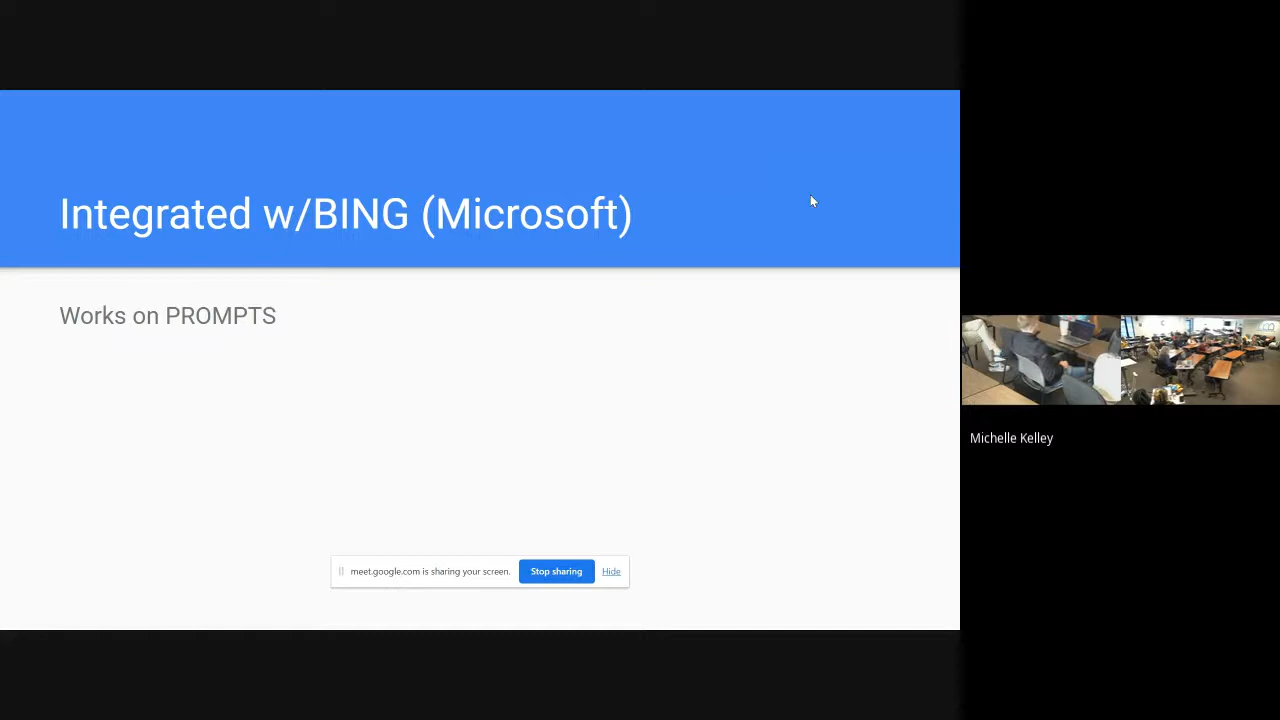 Integrated w/BING (Microsoft)
Works on PROMPTS
meet.google.com is sharing your screen. Stop sharing Hide
Michelle Kelley